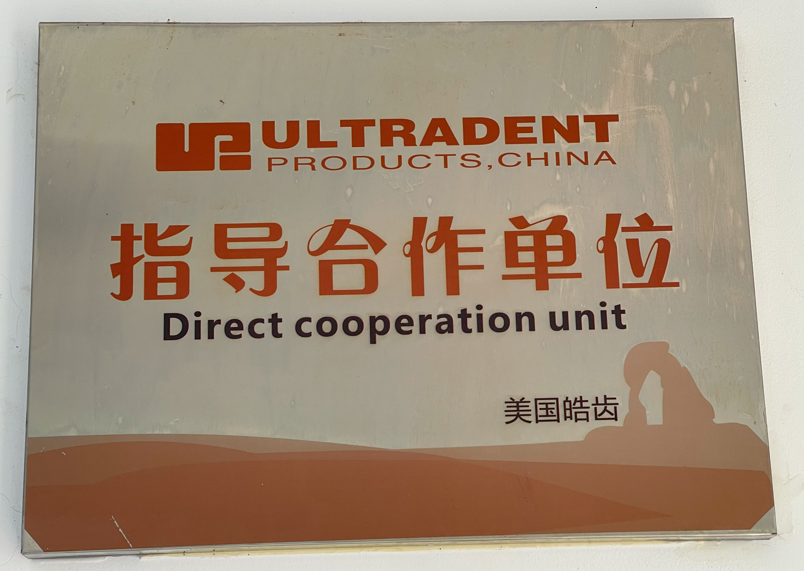 ULTRADENT
PRODUCTS, CHINA
指导合作单位
Direct cooperation unit
美国皓齿